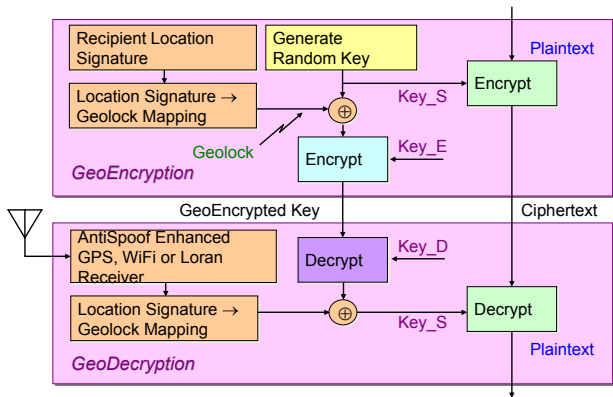 Recipient Location
Signature
Generate
Random Key
Plaintext
Location Signature →
Geolock Mapping
⊕
Key_S
Encrypt
Geolock
Encrypt
Key_E
GeoEncryption
GeoEncrypted Key
Ciphertext
AntiSpoof Enhanced
GPS, WiFi or Loran
Receiver
Decrypt
Key_D
Location Signature →
Geolock Mapping
⊕
Key_S
Decrypt
GeoDecryption
Plaintext